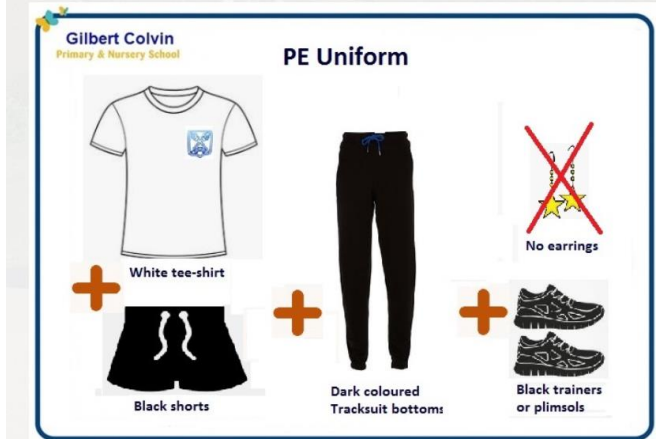 Gilbert Colvin
Primary & Nursery School
PE Uniform
White tee-shirt
Black shorts
Dark coloured
Tracksuit bottoms
No earrings
Black trainers
or plimsols